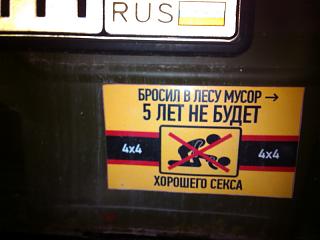 RUS
БРОСИЛ В ЛЕСУ МУСОР →
5 ЛЕТ НЕ БУДЕТ
4x4 4x4
ХОРОШЕГО СЕКСА